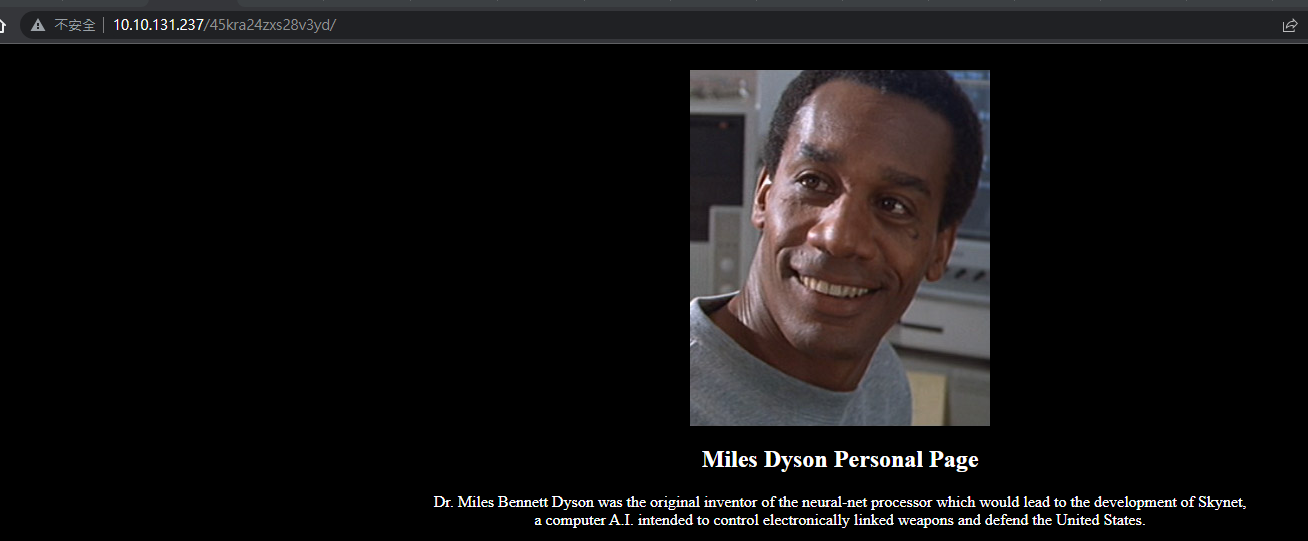 不安全 10.10.131.237/45kra24zxs28v3yd/
Miles Dyson Personal Page
Dr. Miles Bennett Dyson was the original inventor of the neural-net processor which would lead to the development of Skynet,
a computer A.I. intended to control electronically linked weapons and defend the United States.